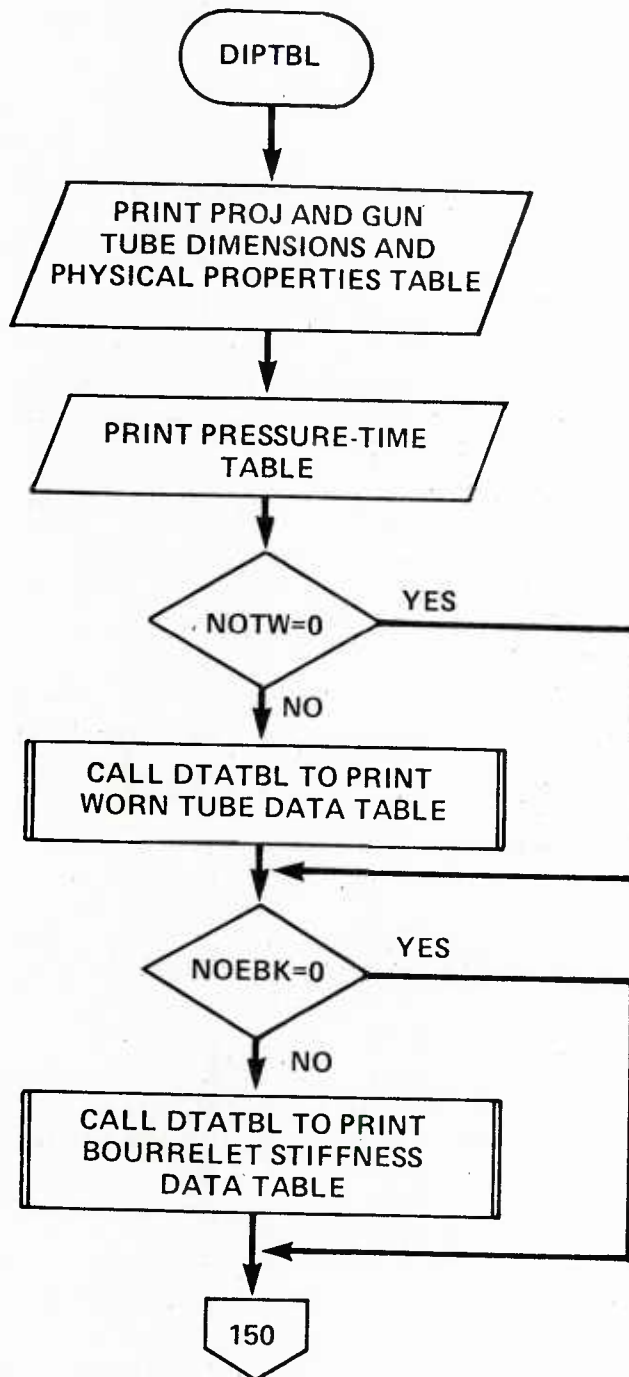 DIPTBL
PRINT PROJ AND GUN
TUBE DIMENSIONS AND
PHYSICAL PROPERTIES TABLE
PRINT PRESSURE-TIME
TABLE
NOTW=0
YES
NO
CALL DTATBL TO PRINT
WORN TUBE DATA TABLE
NOEBK=0
YES
NO
CALL DTATBL TO PRINT
BOURRELET STIFFNESS
DATA TABLE
150